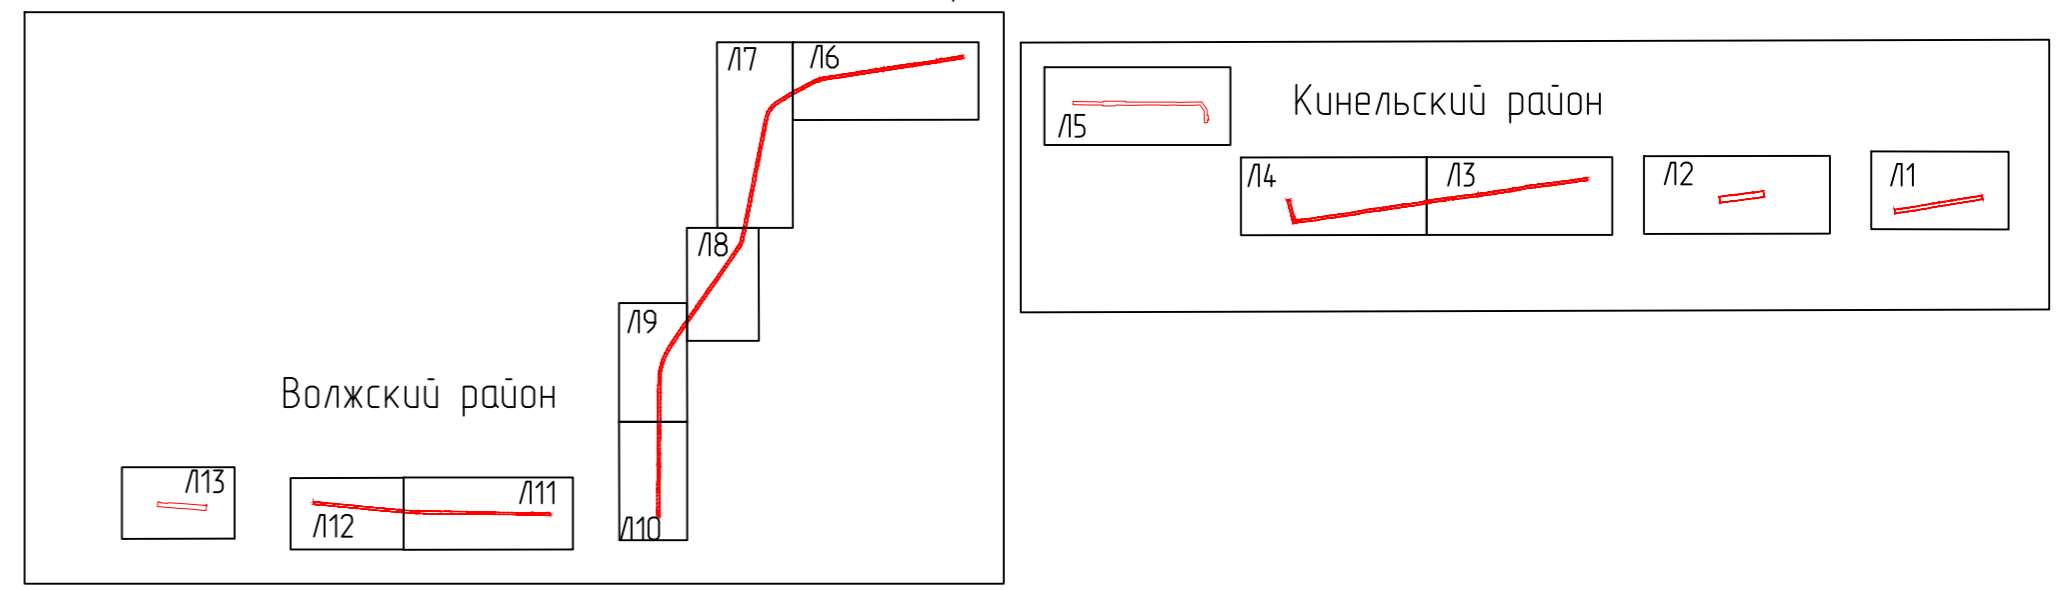 Л7
Л6
Л8
Л9
Волжский район
Л13
Л12
Л11
Л10
Л5
Кинельский район
Л4
Л3
Л2
Л1